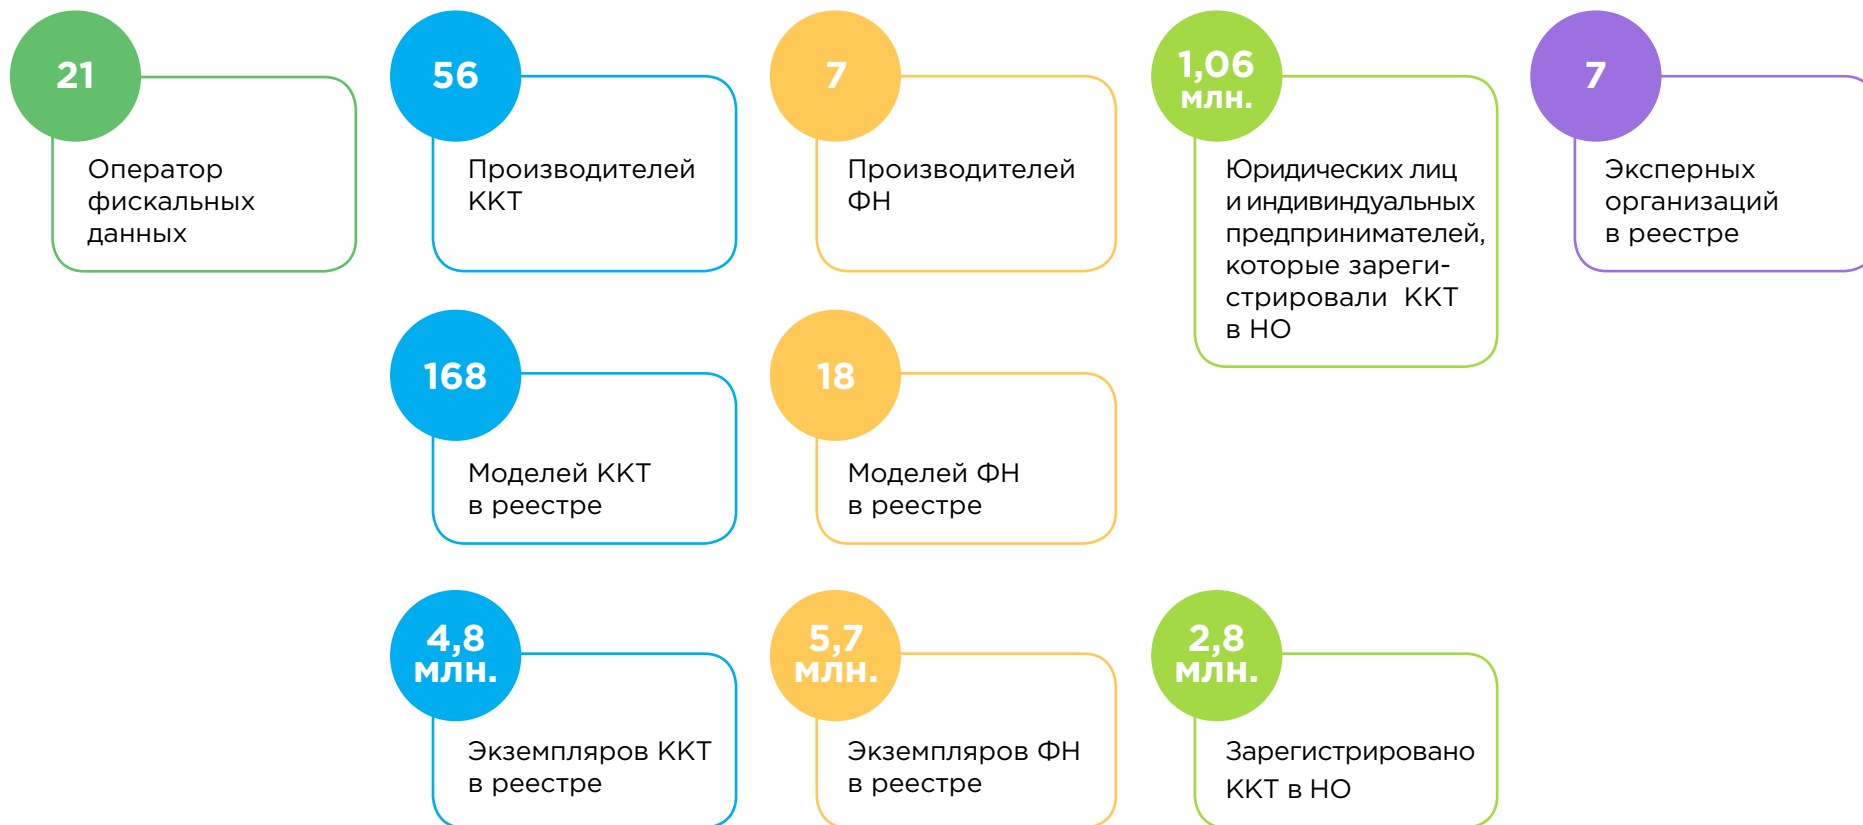 21
Оператор
фискальных
данных
56
Производителей
ККТ
7
Производителей
ФН
1,06
млн.
Юридических лиц
и индивиндуальных
предпринимателей,
которые зареги-
стрировали ККТ
в НО
7
Эксперных
организаций
в реестре
168
Моделей ККТ
в реестре
18
Моделей ФН
в реестре
4,8
млн.
Экземпляров ККТ
в реестре
5,7
млн.
Экземпляров ФН
в реестре
2,8
млн.
Зарегистрировано
ККТ в НО